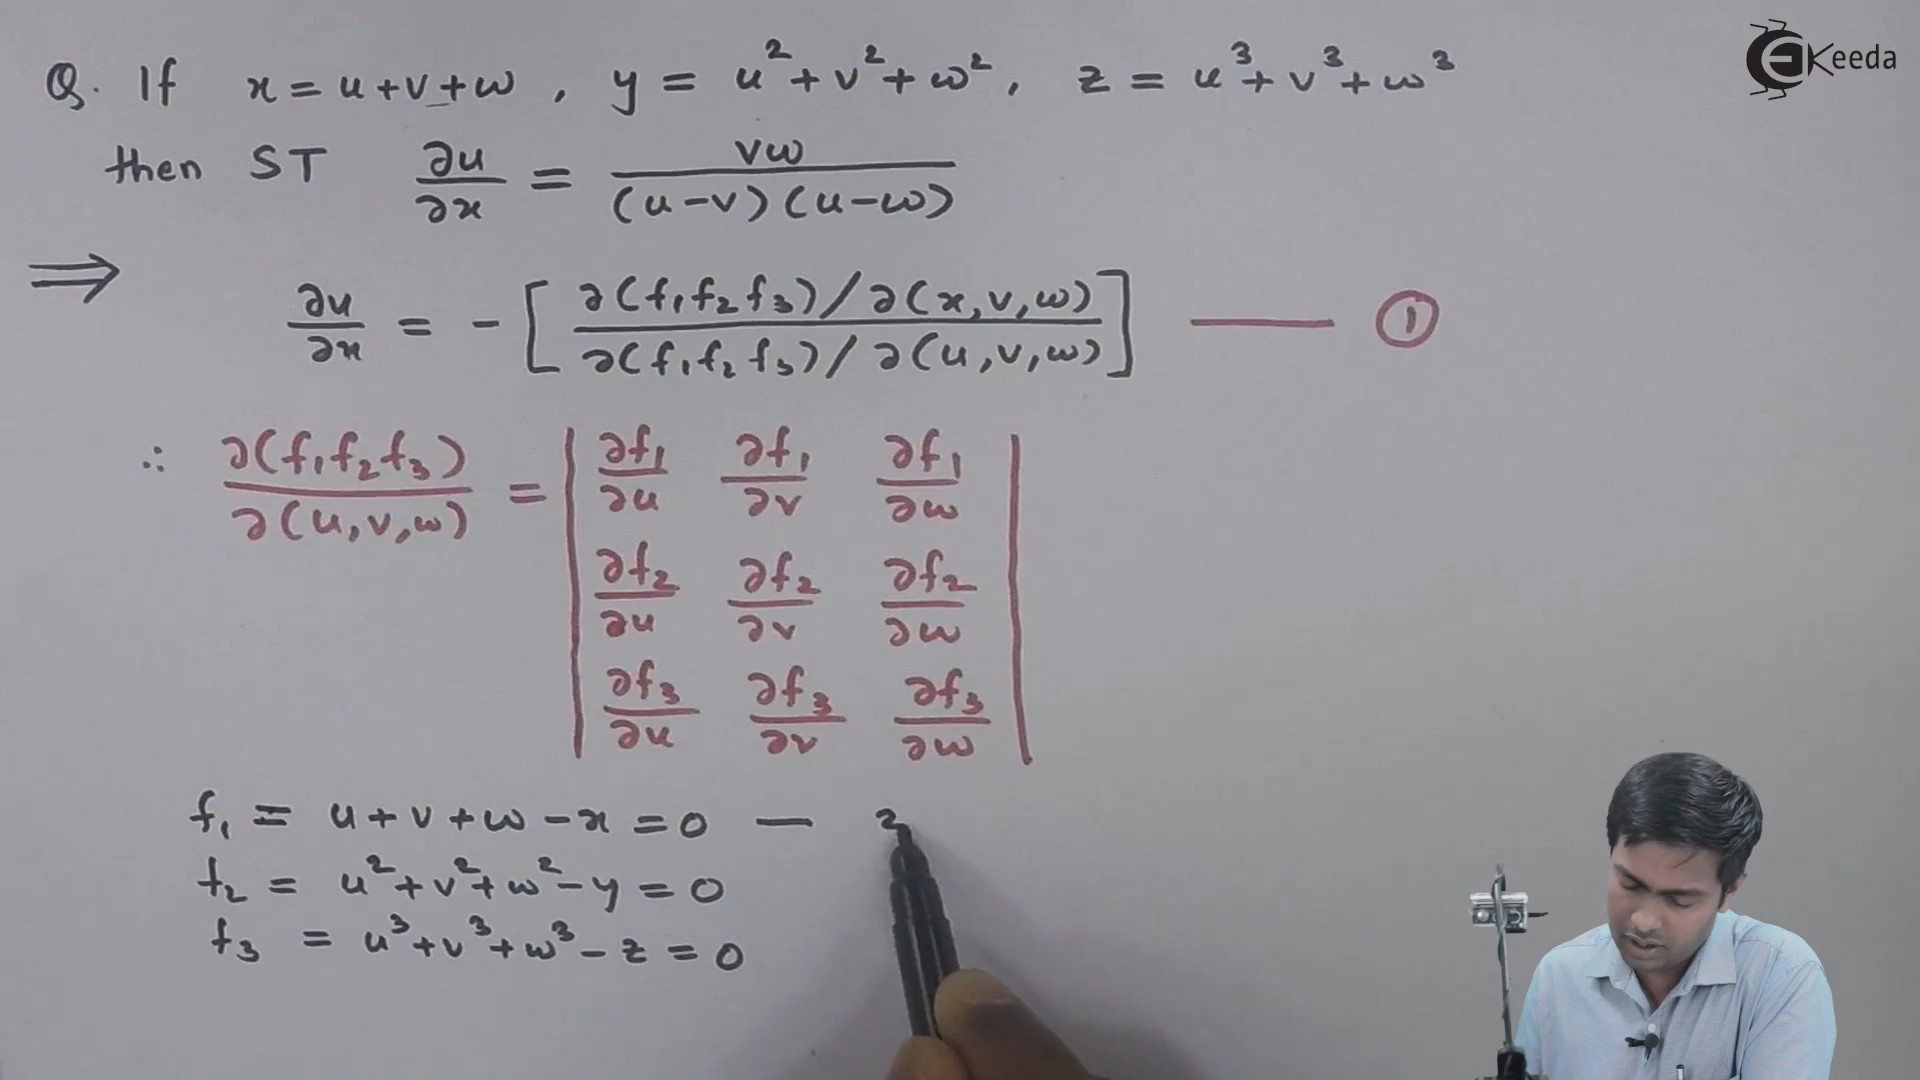 Q. If x = u+v+w , y = u²+v²+w², z = u³+v³+w³
then ST ∂u/∂x = vw/(u-v)(u-w)
⇒ ∂u/∂x = - [ ∂(f₁f₂f₃)/∂(x,v,w) / ∂(f₁f₂f₃)/∂(u,v,w) ] —— ①
∴ ∂(f₁f₂f₃)/∂(u,v,w) = | ∂f₁/∂u ∂f₁/∂v ∂f₁/∂w |
| ∂f₂/∂u ∂f₂/∂v ∂f₂/∂w |
| ∂f₃/∂u ∂f₃/∂v ∂f₃/∂w |
f₁ = u+v+w-x = 0 — 2
f₂ = u²+v²+w²-y = 0
f₃ = u³+v³+w³-z = 0
EKeeda